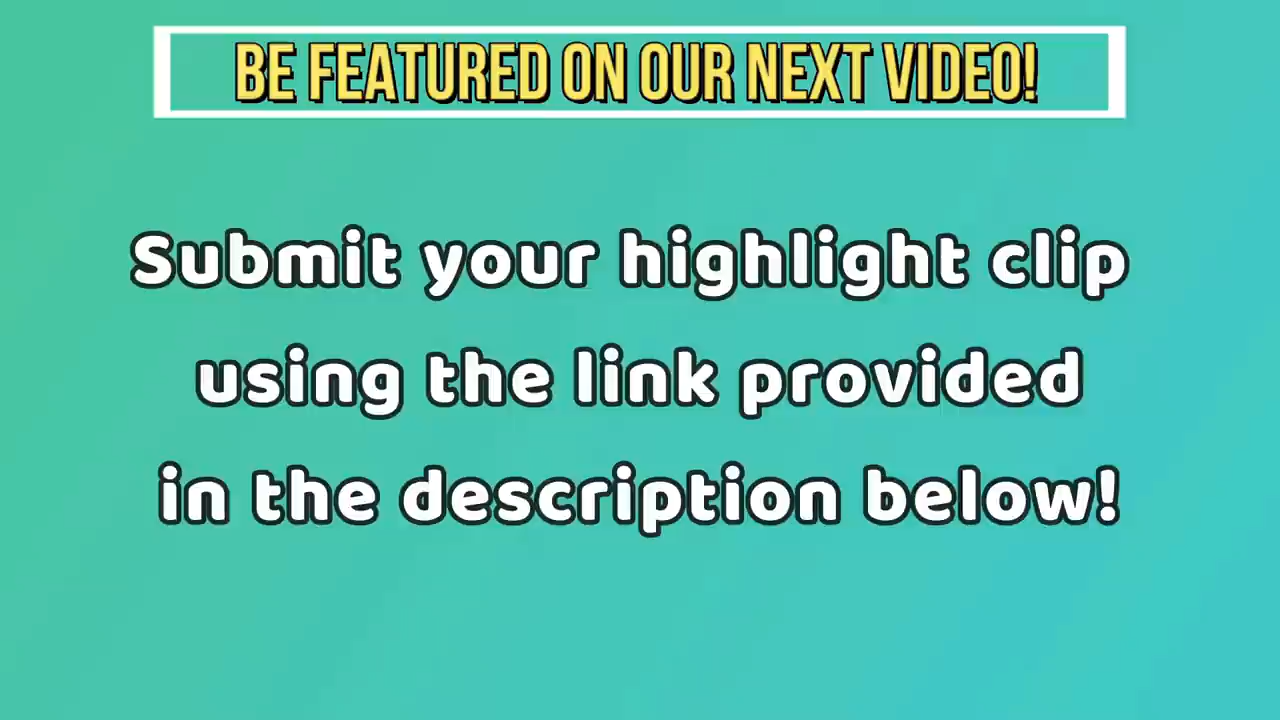 BE FEATURED ON OUR NEXT VIDEO!
Submit your highlight clip
using the link provided
in the description below!